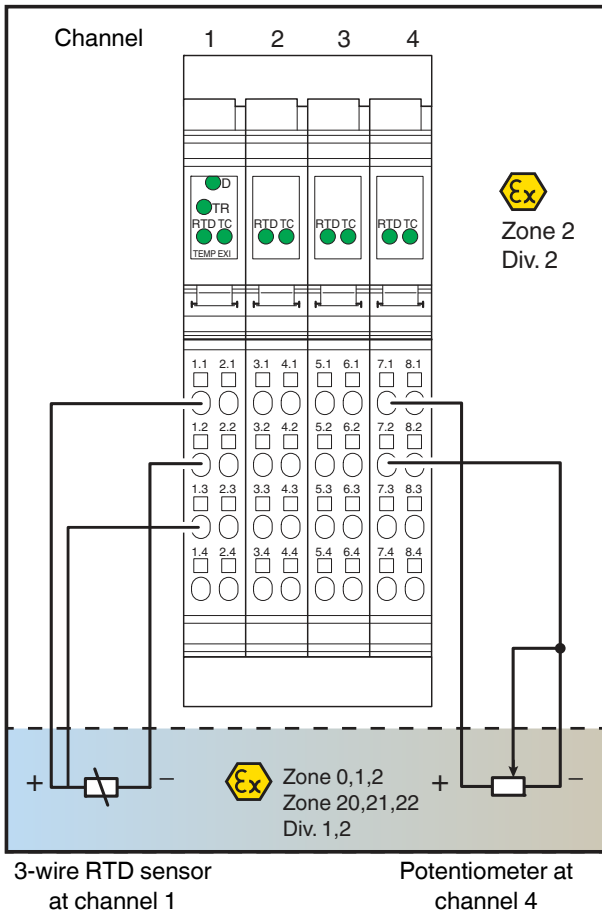 Channel 1 2 3 4
D
TR
RTD TC RTD TC RTD TC RTD TC
TEMP EXI
Ex
Zone 2
Div. 2
1.1 2.1 3.1 4.1 5.1 6.1 7.1 8.1
1.2 2.2 3.2 4.2 5.2 6.2 7.2 8.2
1.3 2.3 3.3 4.3 5.3 6.3 7.3 8.3
1.4 2.4 3.4 4.4 5.4 6.4 7.4 8.4
+ − + −
Ex
Zone 0,1,2
Zone 20,21,22
Div. 1,2
3-wire RTD sensor
at channel 1
Potentiometer at
channel 4